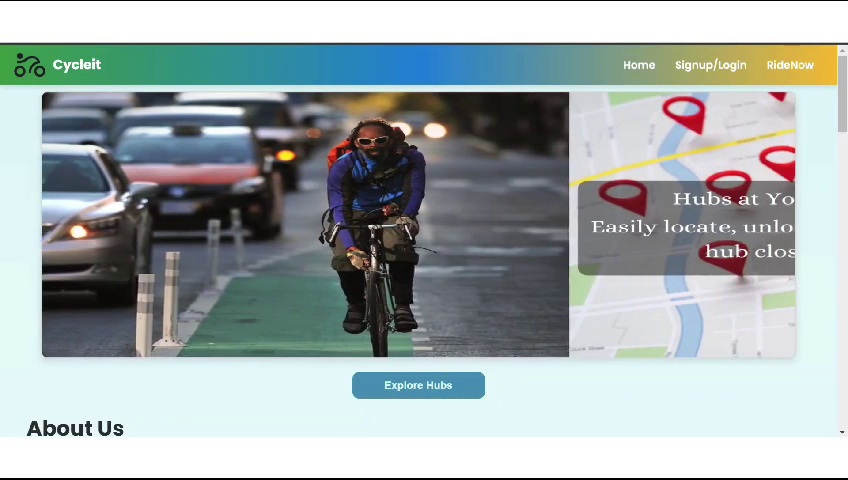 Cycleit
Home
Signup/Login
RideNow
Hubs at Yo
Easily locate, unlo
hub clos
Explore Hubs
About Us